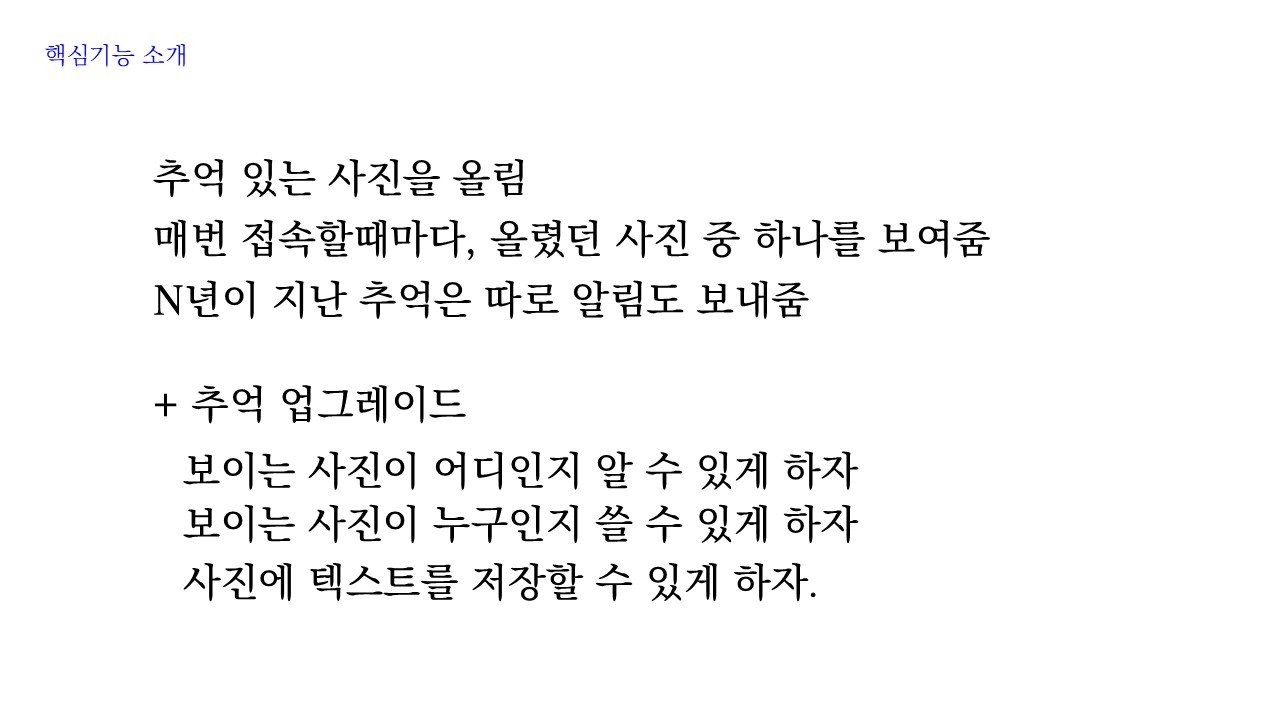 핵심기능 소개
추억 있는 사진을 올림
매번 접속할때마다, 올렸던 사진 중 하나를 보여줌
N년이 지난 추억은 따로 알림도 보내줌
+ 추억 업그레이드
보이는 사진이 어디인지 알 수 있게 하자
보이는 사진이 누구인지 쓸 수 있게 하자
사진에 텍스트를 저장할 수 있게 하자.